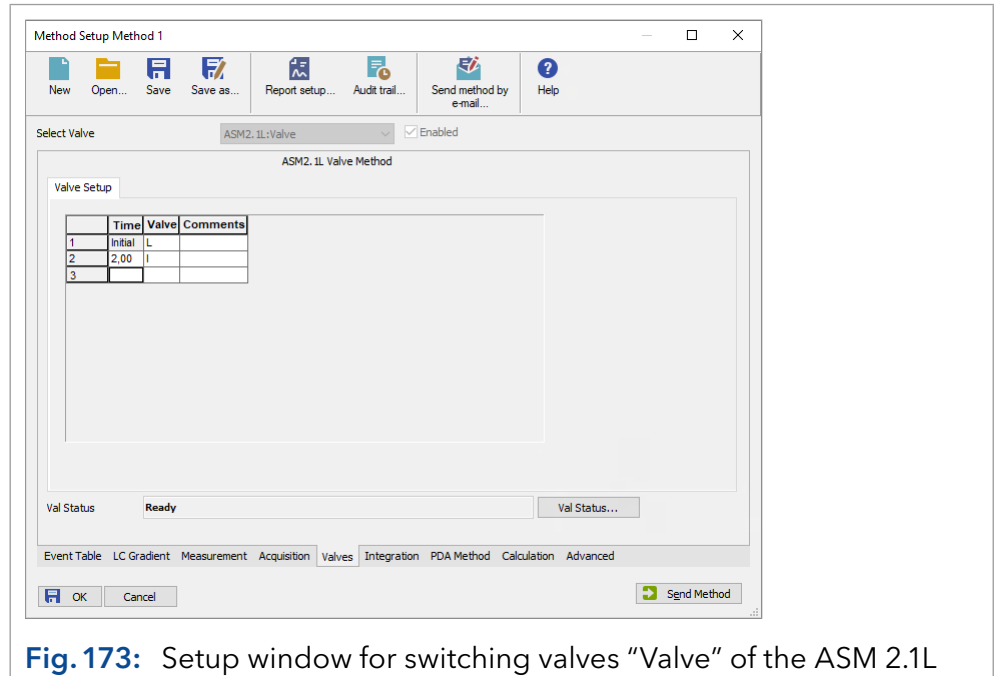 Method Setup Method 1
New Open... Save Save as... Report setup... Audit trail... Send method by e-mail... Help
Select Valve ASM2.1L:Valve Enabled
ASM2.1L Valve Method
Valve Setup
Time Valve Comments
1 Initial L
2 2,00 I
3
Val Status Ready Val Status...
Event Table LC Gradient Measurement Acquisition Valves Integration PDA Method Calculation Advanced
OK Cancel Send Method
Fig. 173: Setup window for switching valves "Valve" of the ASM 2.1L